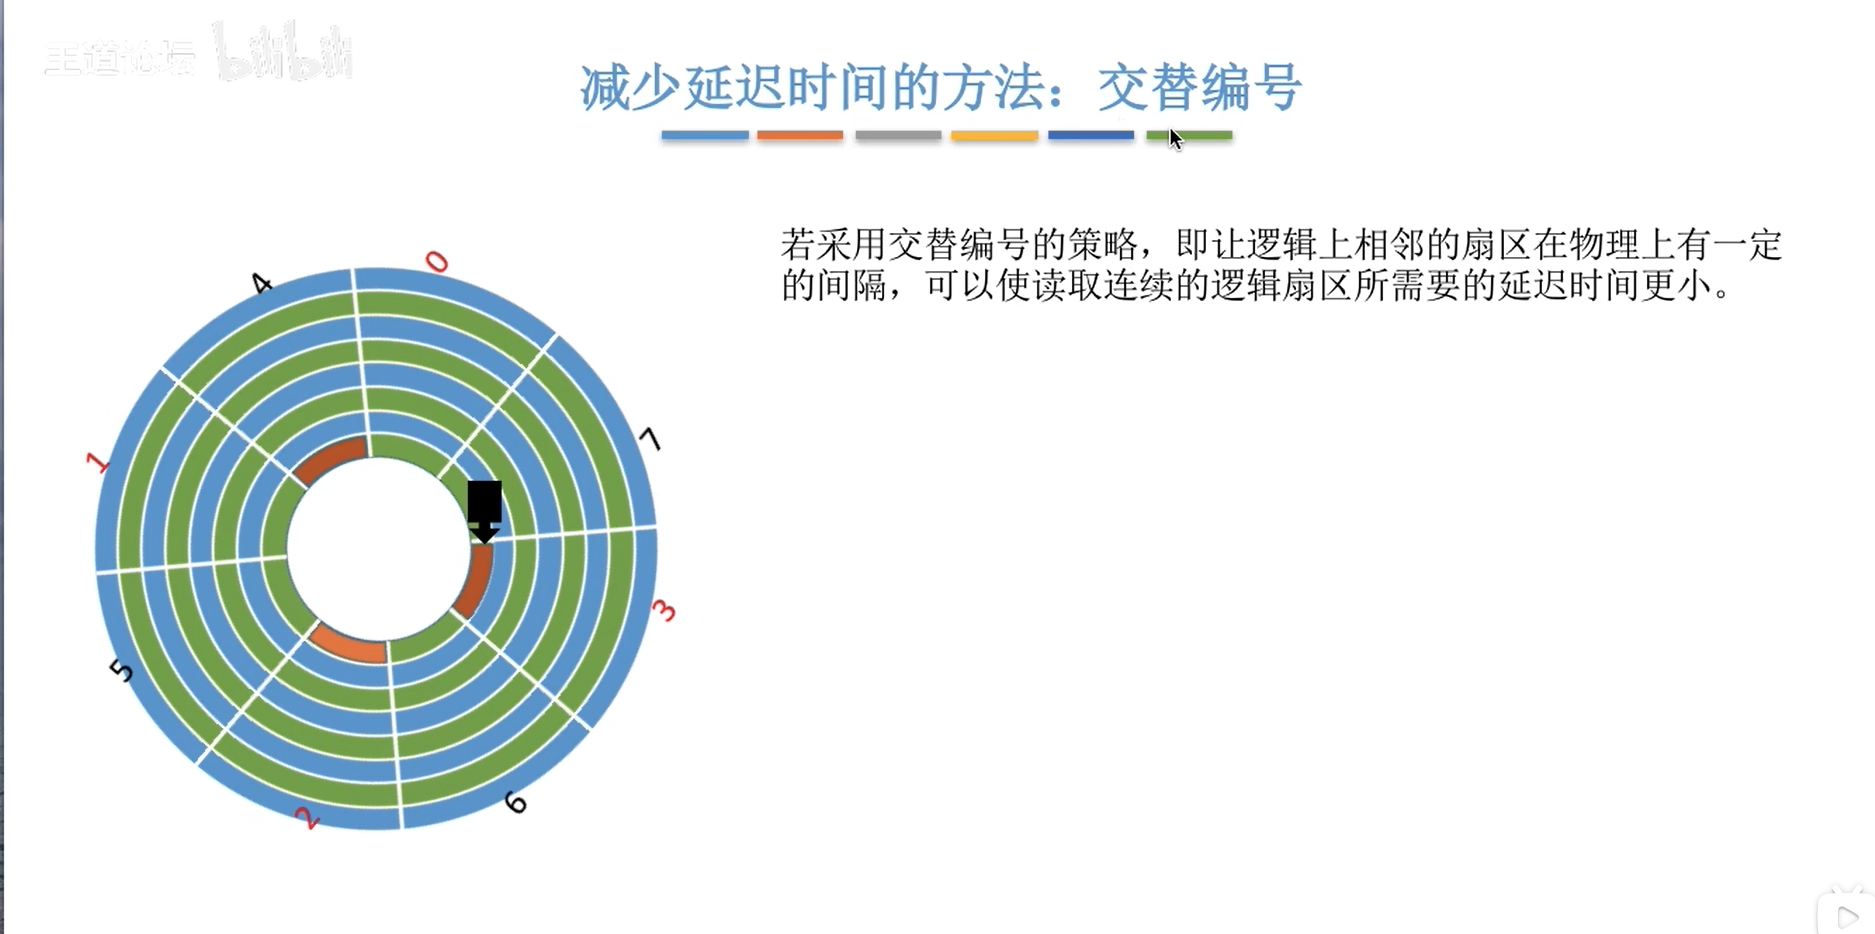 王道论坛 bilibili
减少延迟时间的方法：交替编号
若采用交替编号的策略，即让逻辑上相邻的扇区在物理上有一定
的间隔，可以使读取连续的逻辑扇区所需要的延迟时间更小。
0
4
7
1
3
5
2
6